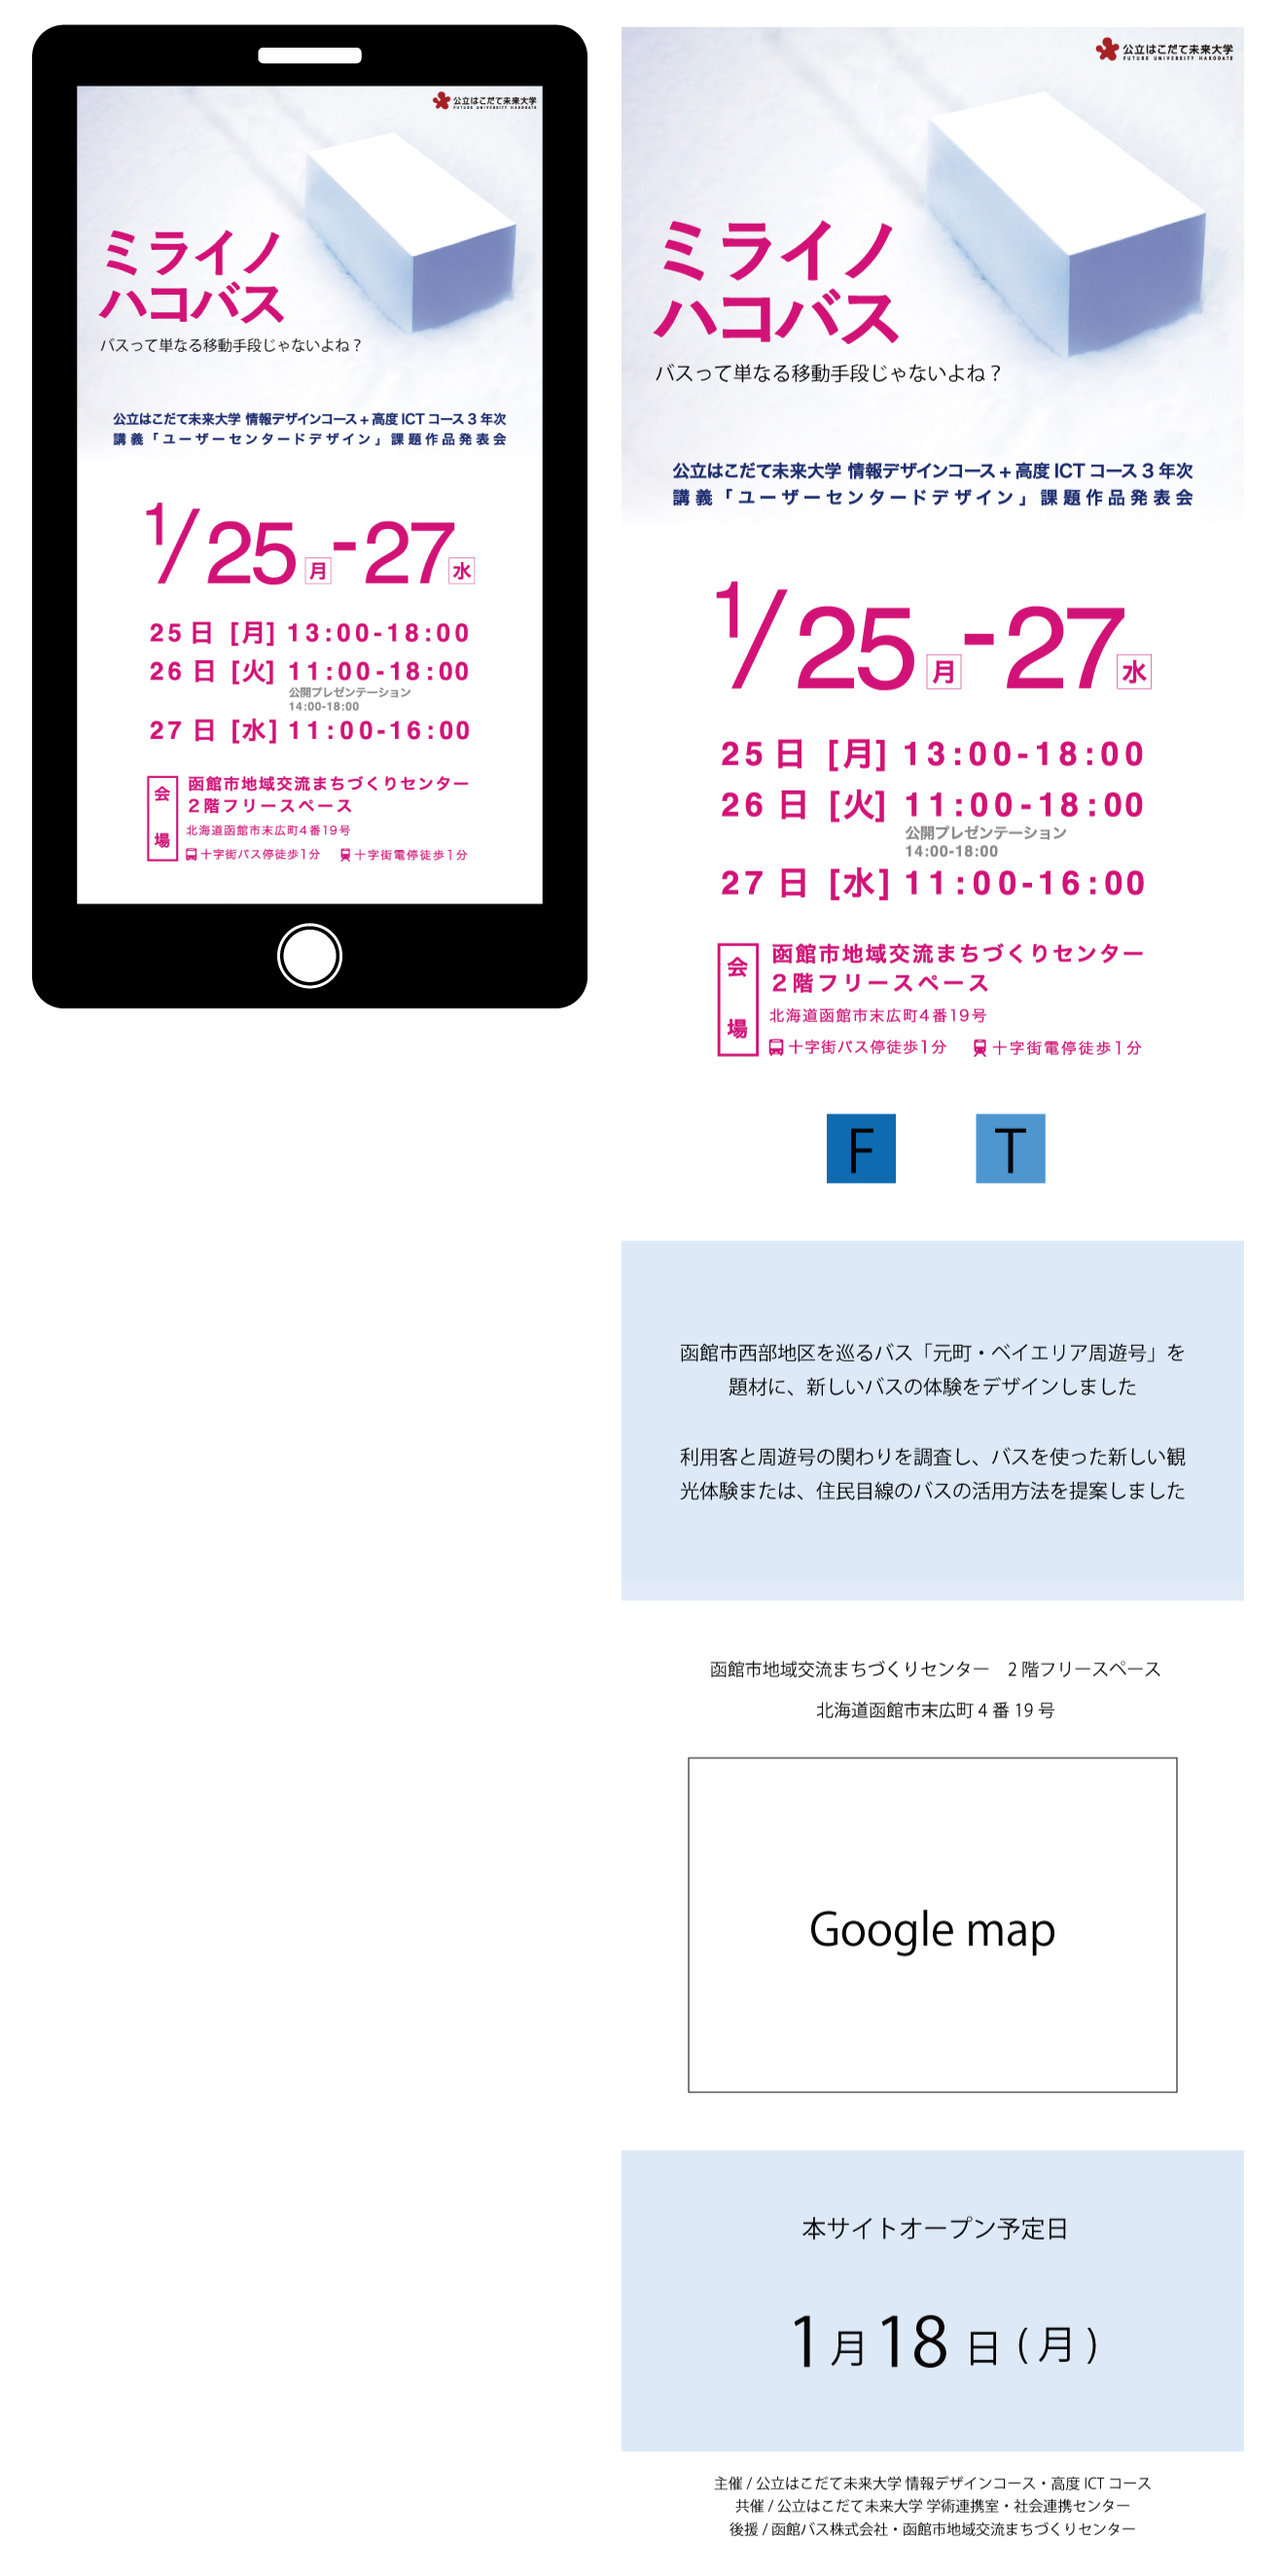 公立はこだて未来大学
FUTURE UNIVERSITY HAKODATE
ミライノ
ハコバス
バスって単なる移動手段じゃないよね？
公立はこだて未来大学 情報デザインコース + 高度 ICT コース 3 年次
講義「ユーザーセンタードデザイン」課題作品発表会
1/25 月 - 27 水
25 日 [月] 13:00-18:00
26 日 [火] 11:00-18:00
公開プレゼンテーション
14:00-18:00
27 日 [水] 11:00-16:00
会場
函館市地域交流まちづくりセンター
2階フリースペース
北海道函館市末広町4番19号
十字街バス停徒歩1分 十字街電停徒歩1分
公立はこだて未来大学
FUTURE UNIVERSITY HAKODATE
ミライノ
ハコバス
バスって単なる移動手段じゃないよね？
公立はこだて未来大学 情報デザインコース + 高度 ICT コース 3 年次
講義「ユーザーセンタードデザイン」課題作品発表会
1/25 月 - 27 水
25 日 [月] 13:00-18:00
26 日 [火] 11:00-18:00
公開プレゼンテーション
14:00-18:00
27 日 [水] 11:00-16:00
会場
函館市地域交流まちづくりセンター
2階フリースペース
北海道函館市末広町4番19号
十字街バス停徒歩1分 十字街電停徒歩1分
F T
函館市西部地区を巡るバス「元町・ベイエリア周遊号」を
題材に、新しいバスの体験をデザインしました
利用客と周遊号の関わりを調査し、バスを使った新しい観
光体験または、住民目線のバスの活用方法を提案しました
函館市地域交流まちづくりセンター　2 階フリースペース
北海道函館市末広町 4 番 19 号
Google map
本サイトオープン予定日
1 月 18 日 ( 月 )
主催 / 公立はこだて未来大学 情報デザインコース・高度 ICT コース
共催 / 公立はこだて未来大学 学術連携室・社会連携センター
後援 / 函館バス株式会社・函館市地域交流まちづくりセンター